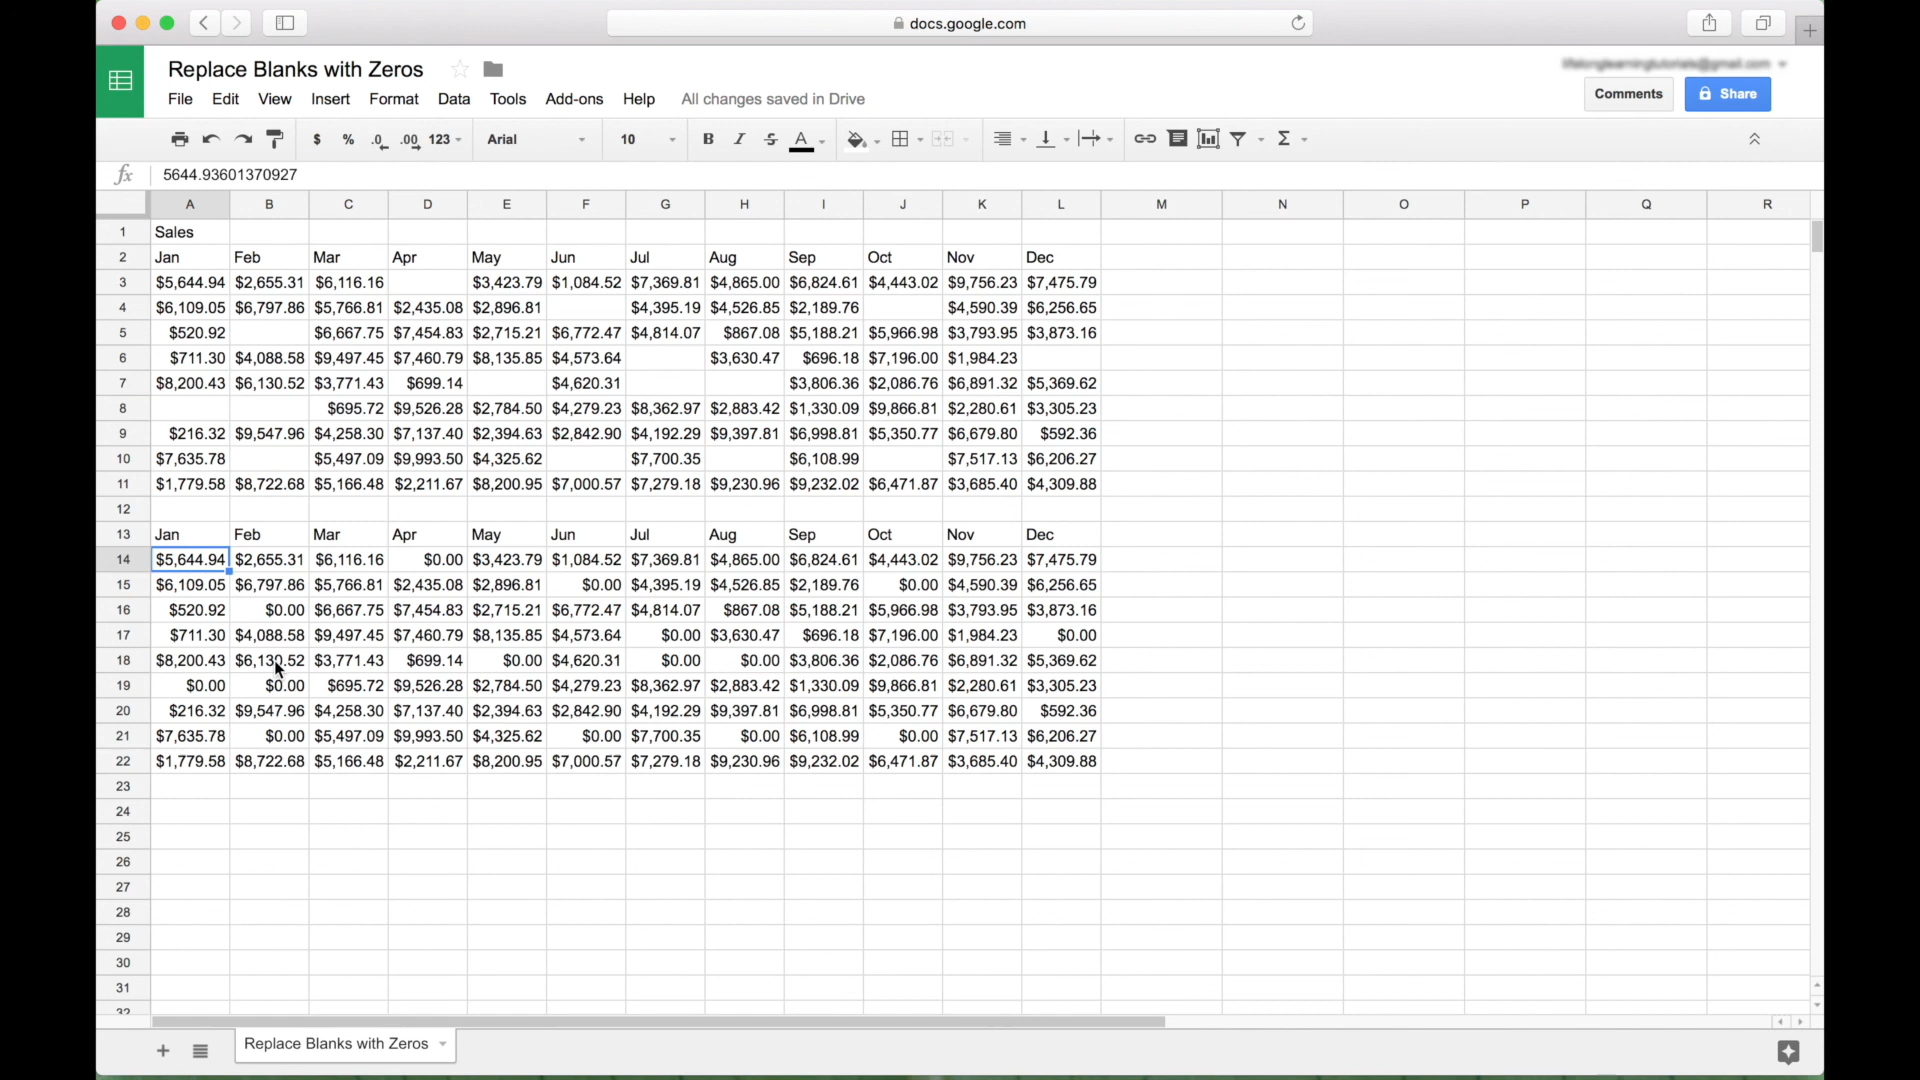 docs.google.com
Replace Blanks with Zeros
File Edit View Insert Format Data Tools Add-ons Help All changes saved in Drive
Comments Share
$ % .0 .00 123 Arial 10 B I S A Σ
fx 5644.93601370927
A B C D E F G H I J K L M N O P Q R
1 Sales
2 Jan Feb Mar Apr May Jun Jul Aug Sep Oct Nov Dec
3 $5,644.94 $2,655.31 $6,116.16 $3,423.79 $1,084.52 $7,369.81 $4,865.00 $6,824.61 $4,443.02 $9,756.23 $7,475.79
4 $6,109.05 $6,797.86 $5,766.81 $2,435.08 $2,896.81 $4,395.19 $4,526.85 $2,189.76 $4,590.39 $6,256.65
5 $520.92 $6,667.75 $7,454.83 $2,715.21 $6,772.47 $4,814.07 $867.08 $5,188.21 $5,966.98 $3,793.95 $3,873.16
6 $711.30 $4,088.58 $9,497.45 $7,460.79 $8,135.85 $4,573.64 $3,630.47 $696.18 $7,196.00 $1,984.23
7 $8,200.43 $6,130.52 $3,771.43 $699.14 $4,620.31 $3,806.36 $2,086.76 $6,891.32 $5,369.62
8 $695.72 $9,526.28 $2,784.50 $4,279.23 $8,362.97 $2,883.42 $1,330.09 $9,866.81 $2,280.61 $3,305.23
9 $216.32 $9,547.96 $4,258.30 $7,137.40 $2,394.63 $2,842.90 $4,192.29 $9,397.81 $6,998.81 $5,350.77 $6,679.80 $592.36
10 $7,635.78 $5,497.09 $9,993.50 $4,325.62 $7,700.35 $6,108.99 $7,517.13 $6,206.27
11 $1,779.58 $8,722.68 $5,166.48 $2,211.67 $8,200.95 $7,000.57 $7,279.18 $9,230.96 $9,232.02 $6,471.87 $3,685.40 $4,309.88
12
13 Jan Feb Mar Apr May Jun Jul Aug Sep Oct Nov Dec
14 $5,644.94 $2,655.31 $6,116.16 $0.00 $3,423.79 $1,084.52 $7,369.81 $4,865.00 $6,824.61 $4,443.02 $9,756.23 $7,475.79
15 $6,109.05 $6,797.86 $5,766.81 $2,435.08 $2,896.81 $0.00 $4,395.19 $4,526.85 $2,189.76 $0.00 $4,590.39 $6,256.65
16 $520.92 $0.00 $6,667.75 $7,454.83 $2,715.21 $6,772.47 $4,814.07 $867.08 $5,188.21 $5,966.98 $3,793.95 $3,873.16
17 $711.30 $4,088.58 $9,497.45 $7,460.79 $8,135.85 $4,573.64 $0.00 $3,630.47 $696.18 $7,196.00 $1,984.23 $0.00
18 $8,200.43 $6,130.52 $3,771.43 $699.14 $0.00 $4,620.31 $0.00 $0.00 $3,806.36 $2,086.76 $6,891.32 $5,369.62
19 $0.00 $0.00 $695.72 $9,526.28 $2,784.50 $4,279.23 $8,362.97 $2,883.42 $1,330.09 $9,866.81 $2,280.61 $3,305.23
20 $216.32 $9,547.96 $4,258.30 $7,137.40 $2,394.63 $2,842.90 $4,192.29 $9,397.81 $6,998.81 $5,350.77 $6,679.80 $592.36
21 $7,635.78 $0.00 $5,497.09 $9,993.50 $4,325.62 $0.00 $7,700.35 $0.00 $6,108.99 $0.00 $7,517.13 $6,206.27
22 $1,779.58 $8,722.68 $5,166.48 $2,211.67 $8,200.95 $7,000.57 $7,279.18 $9,230.96 $9,232.02 $6,471.87 $3,685.40 $4,309.88
23
24
25
26
27
28
29
30
31
32
Replace Blanks with Zeros